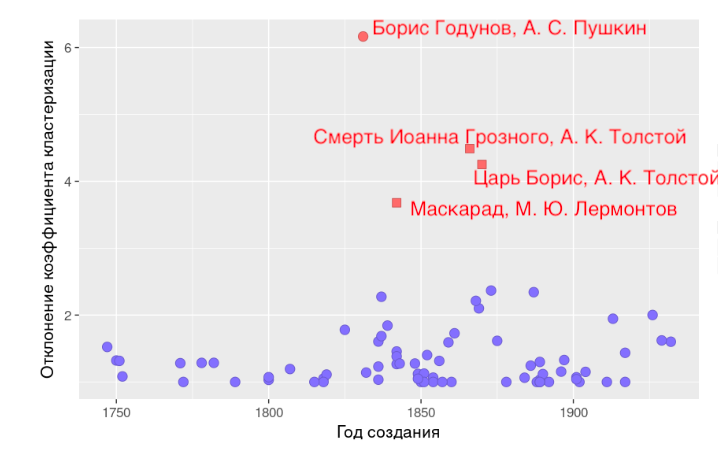 Борис Годунов, А. С. Пушкин
6
Смерть Иоанна Грозного, А. К. Толстой
4
Царь Борис, А. К. Толстой
Маскарад, М. Ю. Лермонтов
2
Отклонение коэффициента кластеризации
1750 1800 1850 1900
Год создания